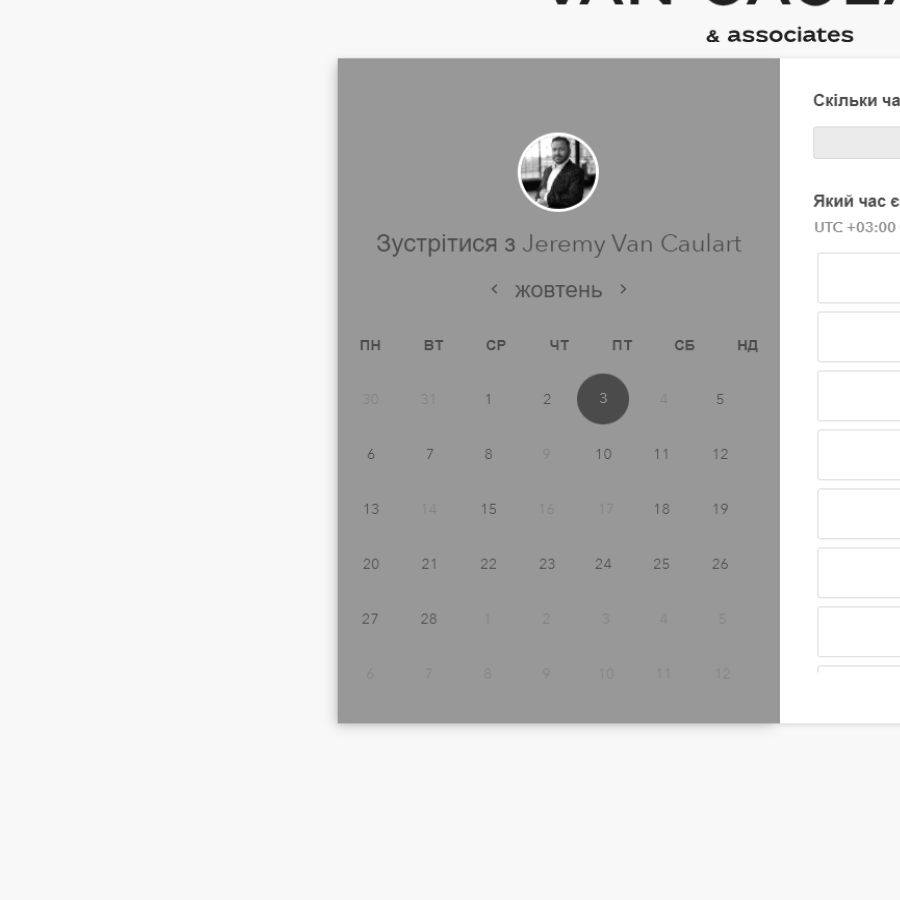 & associates
Зустрітися з Jeremy Van Caulart
< жовтень >
ПН ВТ СР ЧТ ПТ СБ НД
30 31 1 2 3 4 5
6 7 8 9 10 11 12
13 14 15 16 17 18 19
20 21 22 23 24 25 26
27 28 1 2 3 4 5
6 7 8 9 10 11 12
Скільки ча
Який час є
UTC +03:00